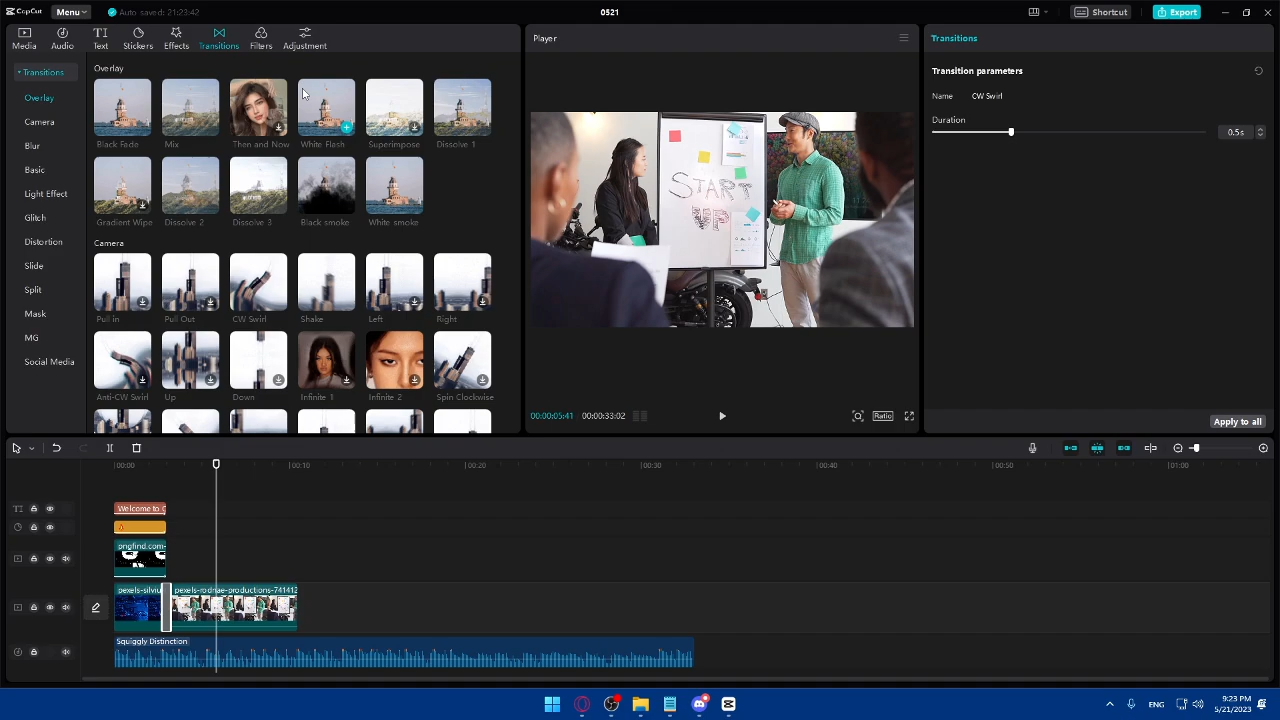 CapCut
Menu
Auto saved: 21:23:42
0521
Shortcut
Export
Media
Audio
Text
Stickers
Effects
Transitions
Filters
Adjustment
Player
Transitions
Transitions
Overlay
Camera
Blur
Basic
Light Effect
Glitch
Distortion
Slide
Split
Mask
MG
Social Media
Overlay
Black Fade
Mix
Then and Now
White Flash
Superimpose
Dissolve 1
Gradient Wipe
Dissolve 2
Dissolve 3
Black smoke
White smoke
Camera
Pull in
Pull Out
CW Swirl
Shake
Left
Right
Anti-CW Swirl
Up
Down
Infinite 1
Infinite 2
Spin Clockwise
START
UP
00:00:05:41
00:00:33:02
Ratio
Transition parameters
Name
CW Swirl
Duration
0.5s
Apply to all
00:00
00:10
00:20
00:30
00:40
00:50
01:00
TI
Welcome to C
pngfind.com-
pexels-silviu
pexels-rodnae-productions-741412
Squiggly Distinction
ENG
9:23 PM
5/21/2023